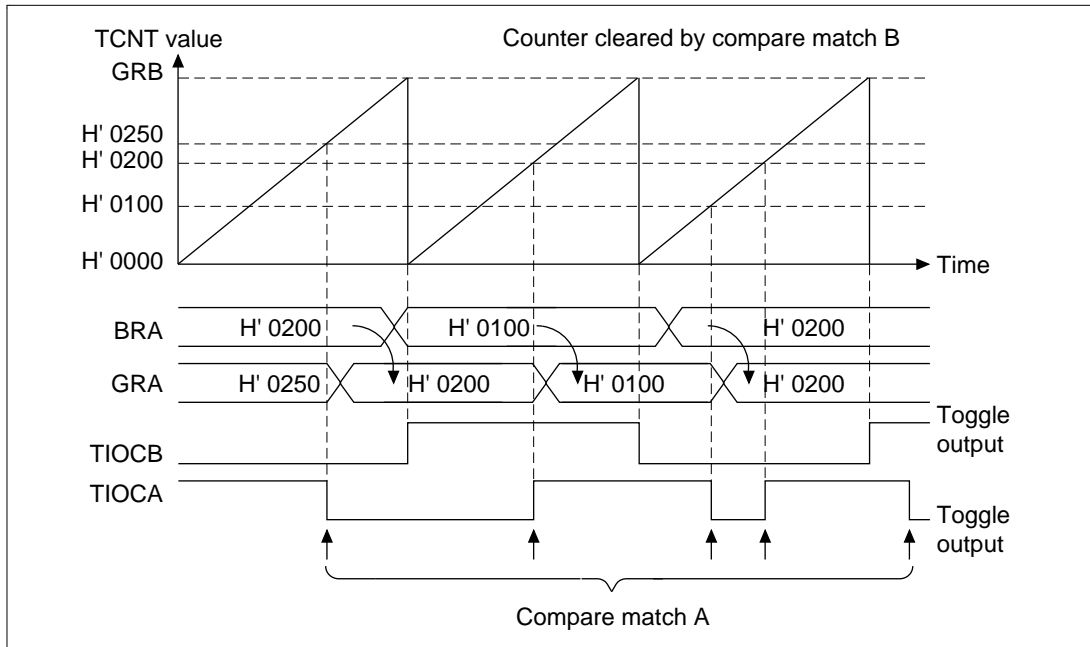 TCNT value
Counter cleared by compare match B
GRB
H' 0250
H' 0200
H' 0100
H' 0000
Time
BRA
H' 0200
H' 0100
H' 0200
GRA
H' 0250
H' 0200
H' 0100
H' 0200
TIOCB
Toggle
output
TIOCA
Toggle
output
Compare match A